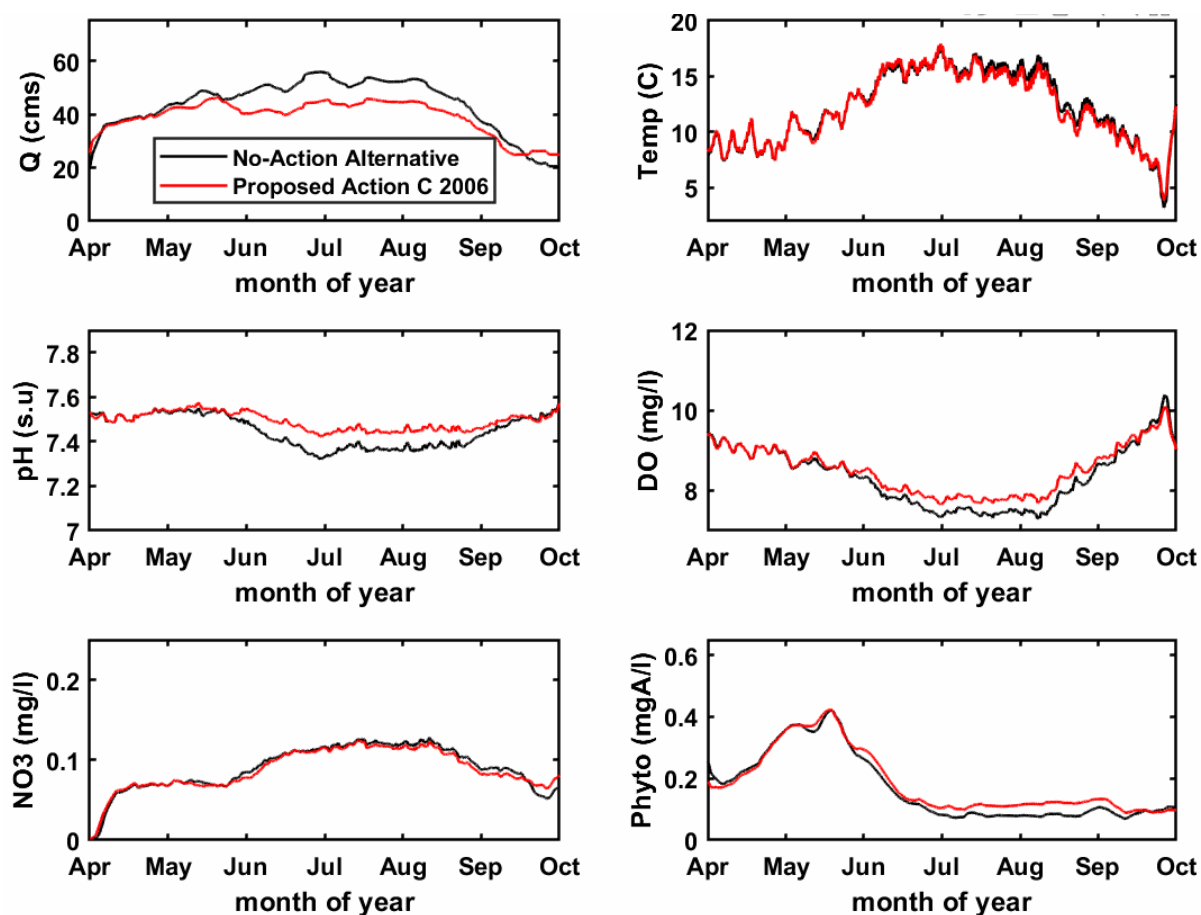 60
40
20
0
Q (cms)
No-Action Alternative
Proposed Action C 2006
Apr May Jun Jul Aug Sep Oct
month of year
20
15
10
5
Temp (C)
Apr May Jun Jul Aug Sep Oct
month of year
7.8
7.6
7.4
7.2
7
pH (s.u)
Apr May Jun Jul Aug Sep Oct
month of year
12
10
8
DO (mg/l)
Apr May Jun Jul Aug Sep Oct
month of year
0.2
0.1
0
NO3 (mg/l)
Apr May Jun Jul Aug Sep Oct
month of year
0.6
0.4
0.2
0
Phyto (mgA/l)
Apr May Jun Jul Aug Sep Oct
month of year